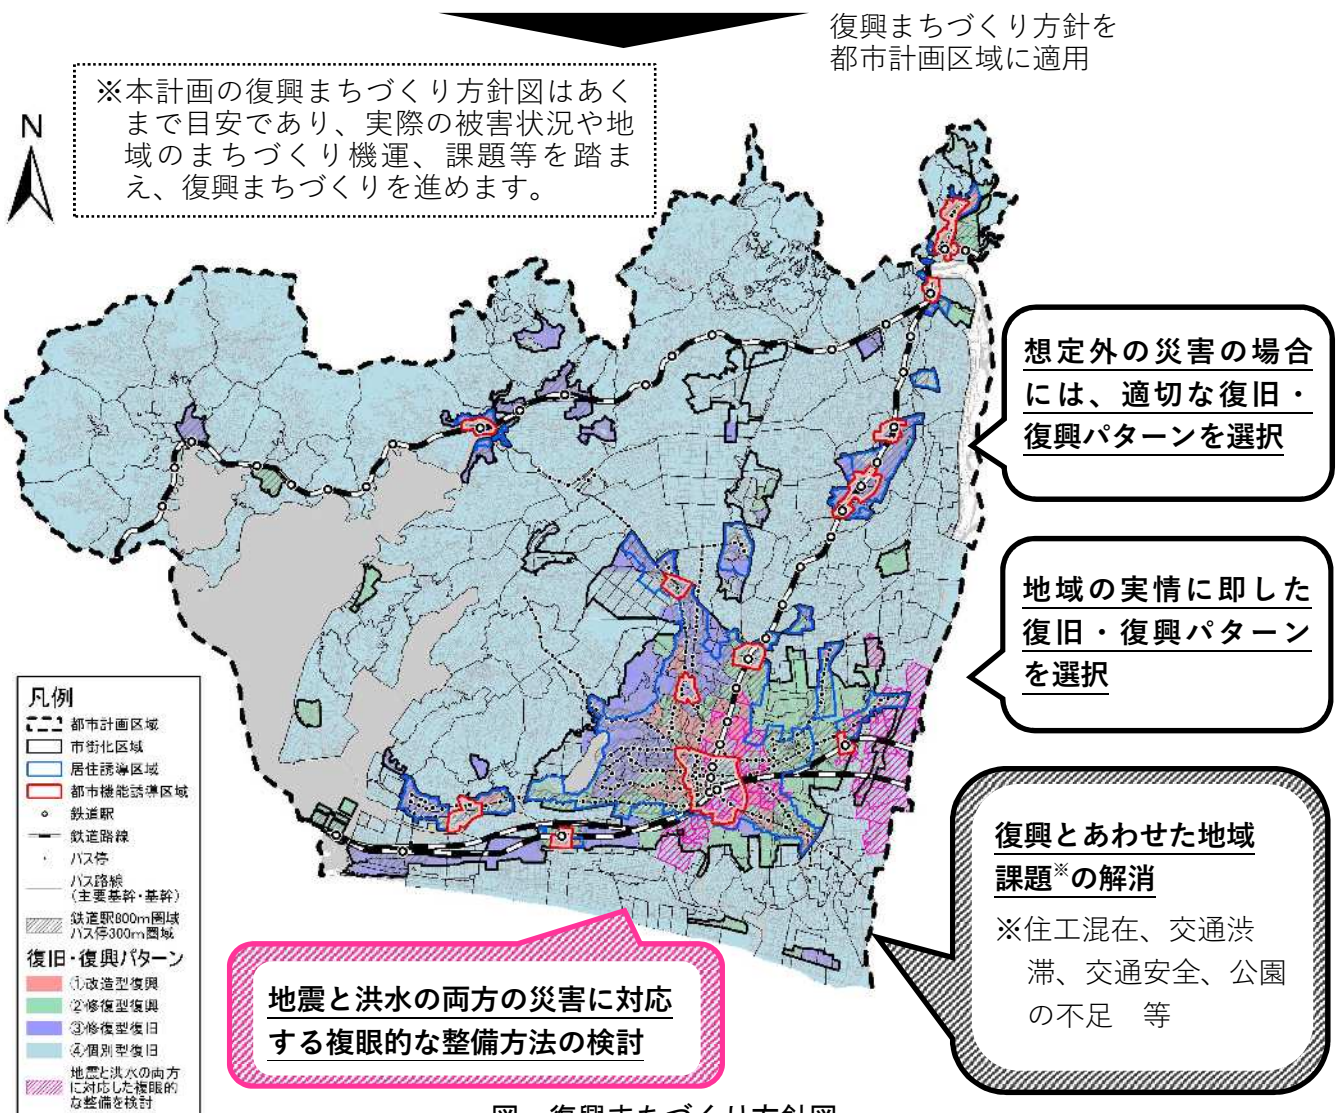 復興まちづくり方針を
都市計画区域に適用
※本計画の復興まちづくり方針図はあく
まで目安であり、実際の被害状況や地
域のまちづくり機運、課題等を踏ま
え、復興まちづくりを進めます。
N
想定外の災害の場合
には、適切な復旧・
復興パターンを選択
地域の実情に即した
復旧・復興パターン
を選択
復興とあわせた地域
課題※の解消
※住工混在、交通渋
滞、交通安全、公園
の不足 等
地震と洪水の両方の災害に対応
する複眼的な整備方法の検討
凡例
都市計画区域
市街化区域
居住誘導区域
都市機能誘導区域
鉄道駅
鉄道路線
バス停
バス路線
(主要基幹・基幹)
鉄道駅800m圏域
バス停300m圏域
復旧・復興パターン
①改造型復興
②修復型復興
③修復型復旧
④個別型復旧
地震と洪水の両方
に対応した複眼的
な整備を検討
図 復興まちづくり方針図